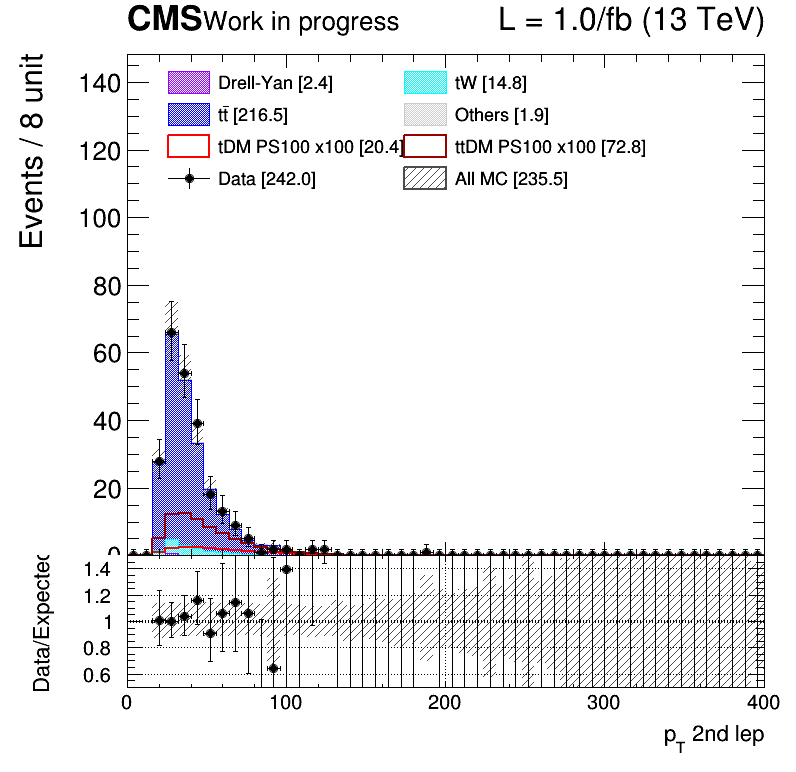 CMS Work in progress L = 1.0/fb (13 TeV)
Events / 8 unit
140
120
100
80
60
40
20
0
Drell-Yan [2.4] tW [14.8]
tt̄ [216.5] Others [1.9]
tDM PS100 x100 [20.4] ttDM PS100 x100 [72.8]
Data [242.0] All MC [235.5]
Data/Expected
1.4
1.2
1
0.8
0.6
0 100 200 300 400
pT 2nd lep